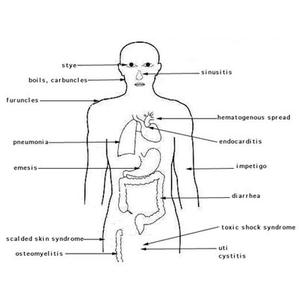 stye
sinusitis
boils, carbuncles
furuncles
hematogenous spread
pneumonia
endocarditis
emesis
impetigo
diarrhea
toxic shock syndrome
scalded skin syndrome
uti
osteomyelitis
cystitis